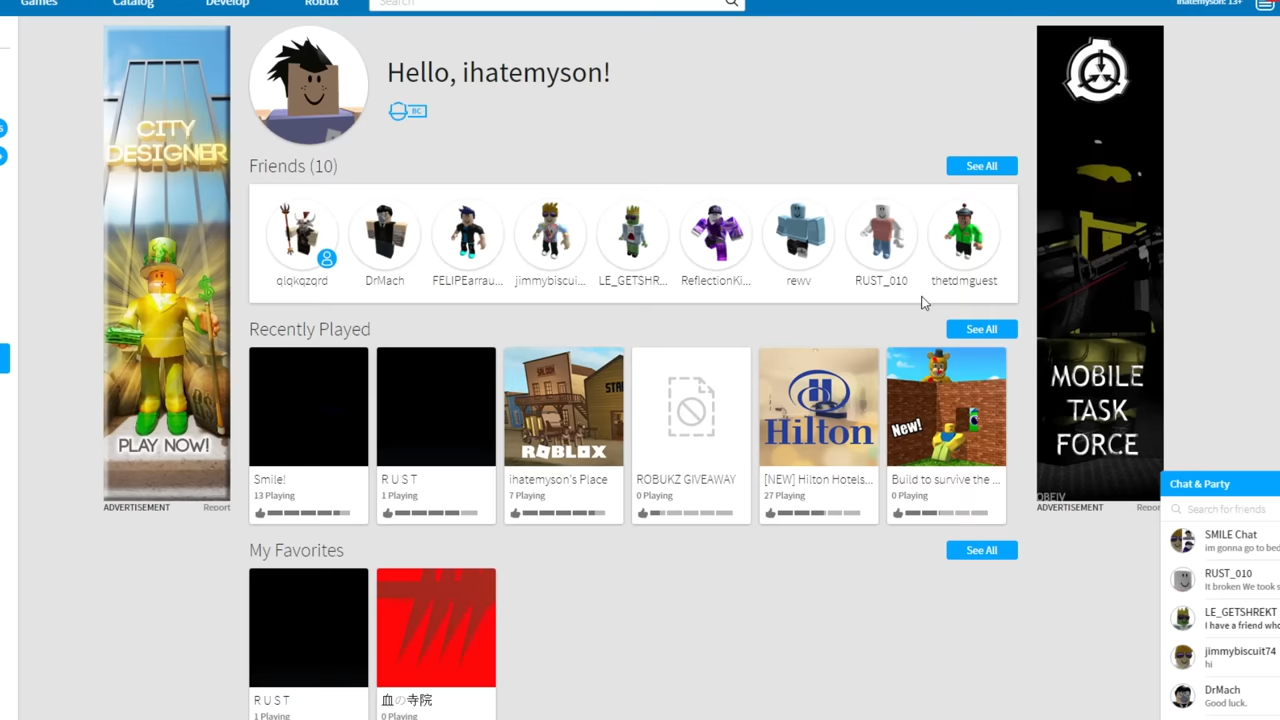 Games Catalog Develop Robux Search
ihatemyson: 13+
CITY
DESIGNER
PLAY NOW!
ADVERTISEMENT Report
Hello, ihatemyson!
BC
Friends (10) See All
qlqkqzqrd DrMach FELIPEarrau... jimmybiscui... LE_GETSHR... ReflectionKi... rewv RUST_010 thetdmguest
Recently Played See All
New!
Hilton
ROBLOX
Smile! R U S T ihatemyson's Place ROBUKZ GIVEAWAY [NEW] Hilton Hotels... Build to survive the ...
13 Playing 1 Playing 7 Playing 0 Playing 27 Playing 0 Playing
My Favorites See All
R U S T 血の寺院
1 Playing 0 Playing
MOBILE
TASK
FORCE
ADVERTISEMENT Repor
Chat & Party
Search for friends
SMILE Chat
im gonna go to bed
RUST_010
It broken We took s
LE_GETSHREKT
I have a friend who
jimmybiscuit74
hi
DrMach
Good luck.